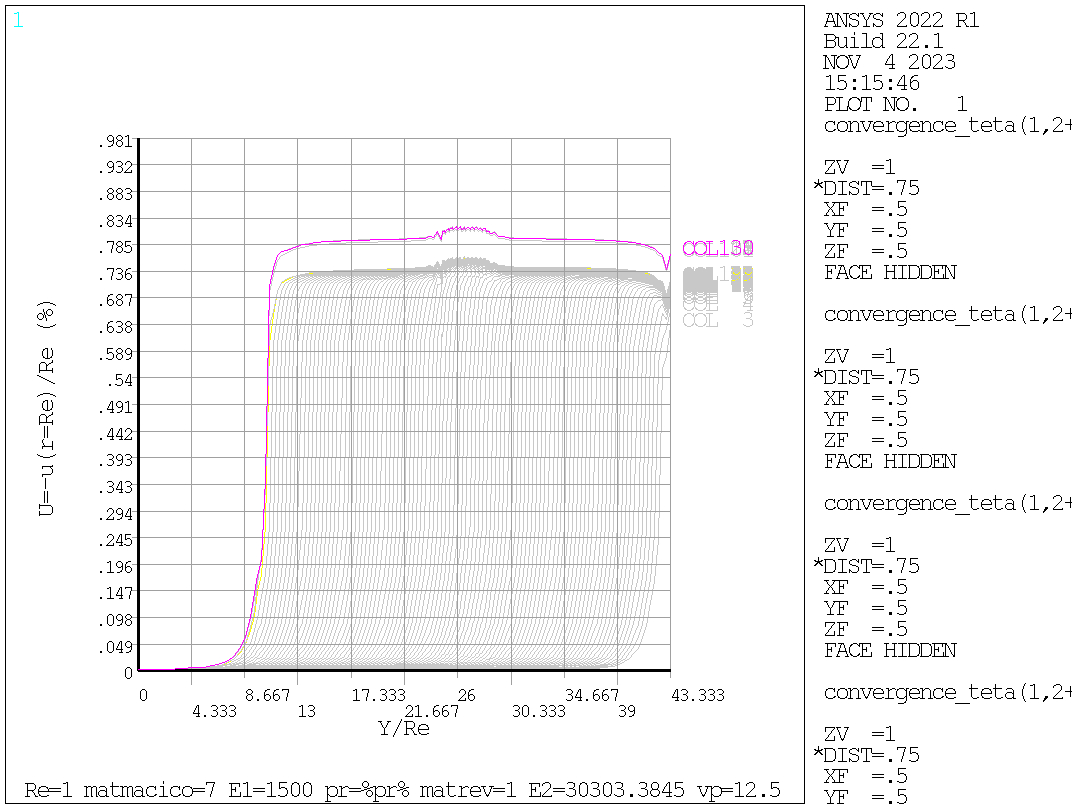 1
ANSYS 2022 R1
Build 22.1
NOV 4 2023
15:15:46
PLOT NO. 1
convergence_teta(1,2+
ZV =1
*DIST=.75
XF =.5
YF =.5
ZF =.5
FACE HIDDEN
convergence_teta(1,2+
ZV =1
*DIST=.75
XF =.5
YF =.5
ZF =.5
FACE HIDDEN
convergence_teta(1,2+
ZV =1
*DIST=.75
XF =.5
YF =.5
ZF =.5
FACE HIDDEN
convergence_teta(1,2+
ZV =1
*DIST=.75
XF =.5
YF =.5
.981
.932
.883
.834
.785
.736
.687
.638
.589
.54
.491
.442
.393
.343
.294
.245
.196
.147
.098
.049
0
U=-u(r=Re)/Re (%)
COL 3
0 8.667 17.333 26 34.667 43.333
4.333 13 21.667 30.333 39
Y/Re
Re=1 matmacico=7 E1=1500 pr=%pr% matrev=1 E2=30303.3845 vp=12.5